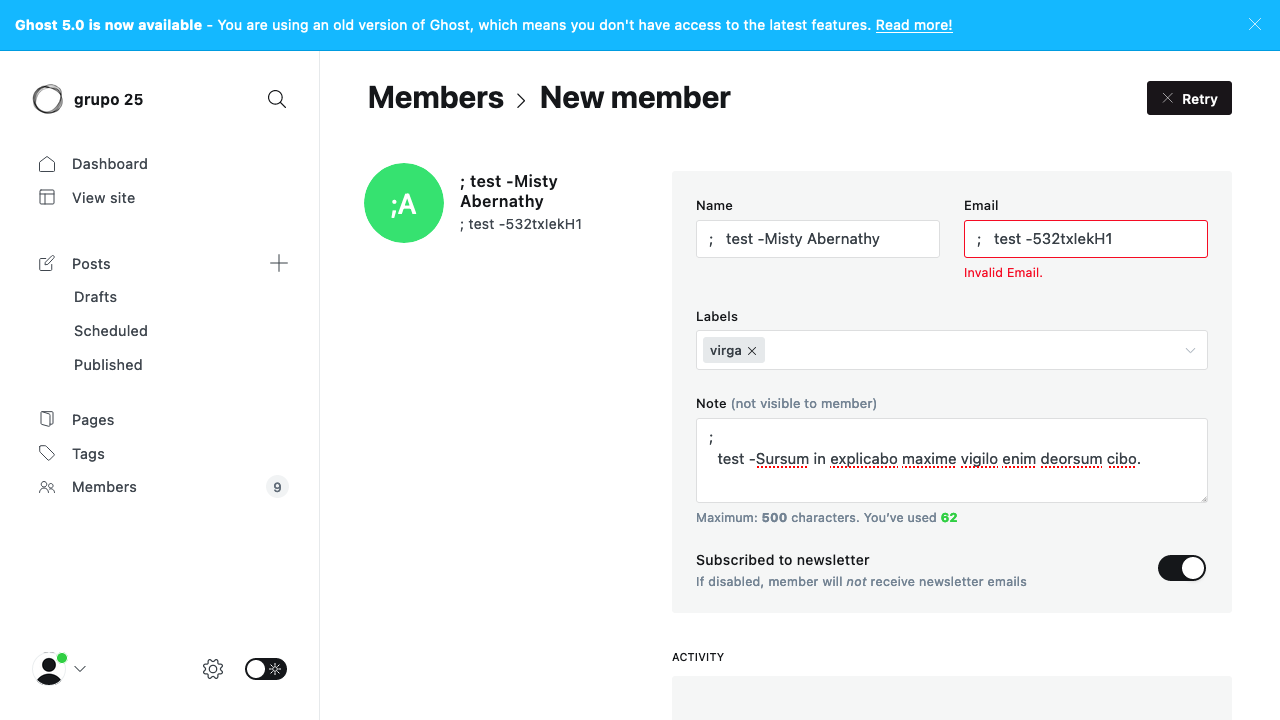 Ghost 5.0 is now available - You are using an old version of Ghost, which means you don't have access to the latest features. Read more!
grupo 25
Members > New member
Retry
Dashboard
View site
Posts
Drafts
Scheduled
Published
Pages
Tags
Members 9
;A
; test -Misty
Abernathy
; test -532txlekH1
Name
;   test -Misty Abernathy
Email
;   test -532txlekH1
Invalid Email.
Labels
virga
Note (not visible to member)
;
test -Sursum in explicabo maxime vigilo enim deorsum cibo.
Maximum: 500 characters. You’ve used 62
Subscribed to newsletter
If disabled, member will not receive newsletter emails
ACTIVITY